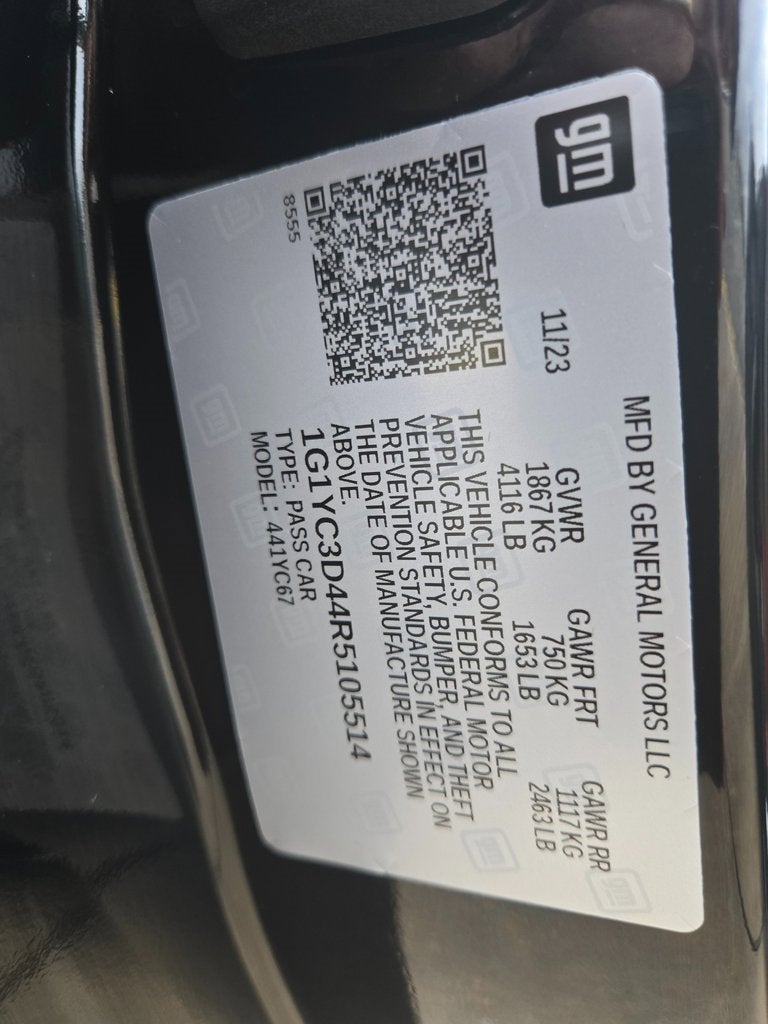 gm
MFD BY GENERAL MOTORS LLC
11/23
GVWR GAWR FRT GAWR RR
1867 KG 750 KG 1117 KG
4116 LB 1653 LB 2463 LB
THIS VEHICLE CONFORMS TO ALL
APPLICABLE U.S. FEDERAL MOTOR
VEHICLE SAFETY, BUMPER, AND THEFT
PREVENTION STANDARDS IN EFFECT ON
THE DATE OF MANUFACTURE SHOWN
ABOVE.
1G1YC3D44R5105514
TYPE: PASS CAR
MODEL: 441YC67
8555